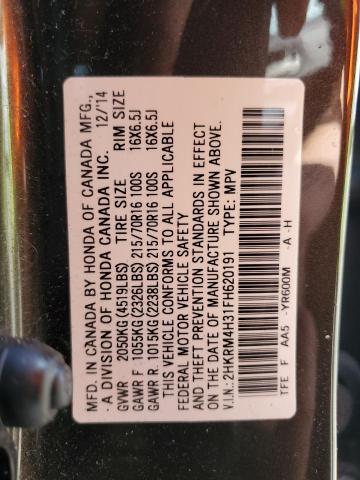 MFD. IN CANADA BY HONDA OF CANADA MFG.,
- A DIVISION OF HONDA CANADA INC. 12/'14
GVWR 2050KG (4519LBS) TIRE SIZE RIM SIZE
GAWR F 1055KG (2326LBS) 215/70R16 100S 16X6.5J
GAWR R 1015KG (2238LBS) 215/70R16 100S 16X6.5J
THIS VEHICLE CONFORMS TO ALL APPLICABLE
FEDERAL MOTOR VEHICLE SAFETY
AND THEFT PREVENTION STANDARDS IN EFFECT
ON THE DATE OF MANUFACTURE SHOWN ABOVE.
V.I.N.: 2HKRM4H31FH620191 TYPE: MPV
TFE F AA5 -YR600M -A -H